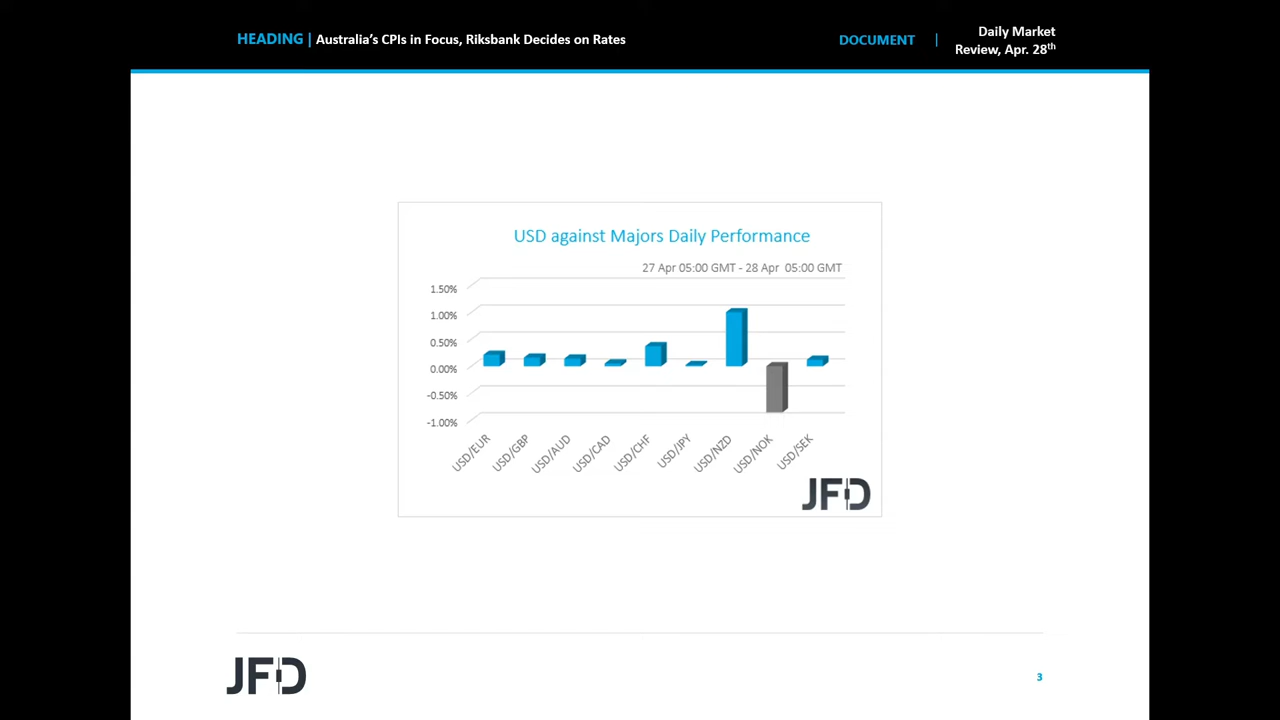 HEADING | Australia’s CPIs in Focus, Riksbank Decides on Rates
DOCUMENT |
Daily Market
Review, Apr. 28th
USD against Majors Daily Performance
27 Apr 05:00 GMT - 28 Apr 05:00 GMT
1.50%
1.00%
0.50%
0.00%
-0.50%
-1.00%
USD/EUR
USD/GBP
USD/AUD
USD/CAD
USD/CHF
USD/JPY
USD/NZD
USD/NOK
USD/SEK
JFD
JFD
3